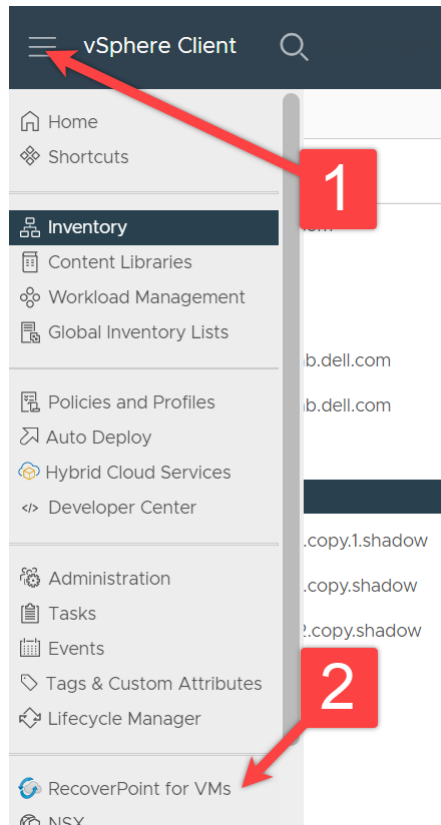 vSphere Client
Home
Shortcuts
1
Inventory
Content Libraries
Workload Management
Global Inventory Lists
b.dell.com
Policies and Profiles
b.dell.com
Auto Deploy
Hybrid Cloud Services
Developer Center
.copy.1.shadow
Administration
.copy.shadow
Tasks
.copy.shadow
Events
Tags & Custom Attributes
2
Lifecycle Manager
RecoverPoint for VMs
NSX